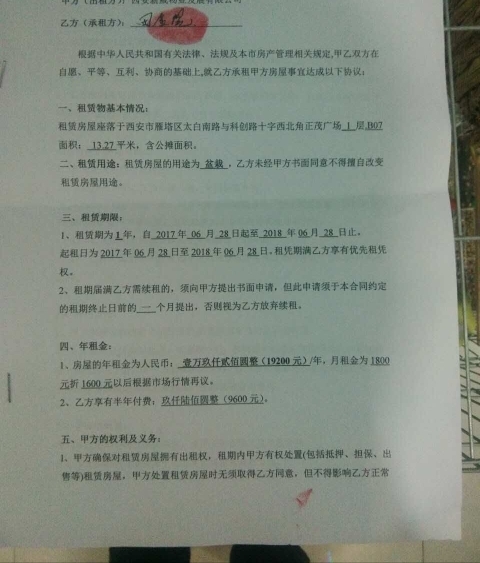 甲方（出租方）：
乙方（承租方）：
根据中华人民共和国有关法律、法规及本市房产管理相关规定,甲乙双方在
自愿、平等、互利、协商的基础上,就乙方承租甲方房屋事宜达成以下协议：
一、租赁物基本情况：
租赁房屋座落于西安市雁塔区太白南路与科创路十字西北角正茂广场 1 层,B07
面积： 13.27 平米，含公摊面积。
二、租赁用途：租赁房屋的用途为 盆栽 ，乙方未经甲方书面同意不得擅自改变
租赁房屋用途。
三、租赁期限：
1、租赁期为1年，自 2017 年 06 月 28 日起至 2018 年 06 月 28 日止。
起租日为 2017 年 06 月 28 日至 2018 年 06 月 28 日。租凭期满乙方享有优先租凭
权。
2、租期届满乙方需续租的，须向甲方提出书面申请，但此申请须于本合同约定
的租期终止日前的 一 个月提出，否则视为乙方放弃续租。
四、年租金：
1、房屋的年租金为人民币： 壹万玖仟贰佰圆整（19200 元）/年，月租金为 1800
元折 1600 元以后根据市场行情再议。
2、乙方享有半年付费：玖仟陆佰圆整（9600 元）。
五、甲方的权利及义务：
1、甲方确保对租赁房屋拥有出租权，租期内甲方有权处置(包括抵押、担保、出
售等)租赁房屋，甲方处置租赁房屋时无须取得乙方同意，但不得影响乙方正常